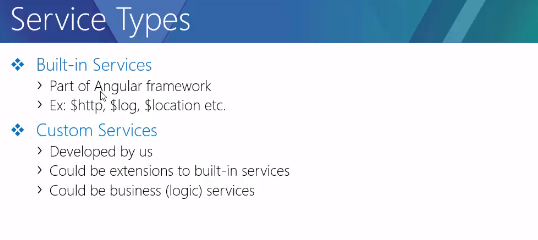 Service Types
Built-in Services
Part of Angular framework
Ex: $http, $log, $location etc.
Custom Services
Developed by us
Could be extensions to built-in services
Could be business (logic) services